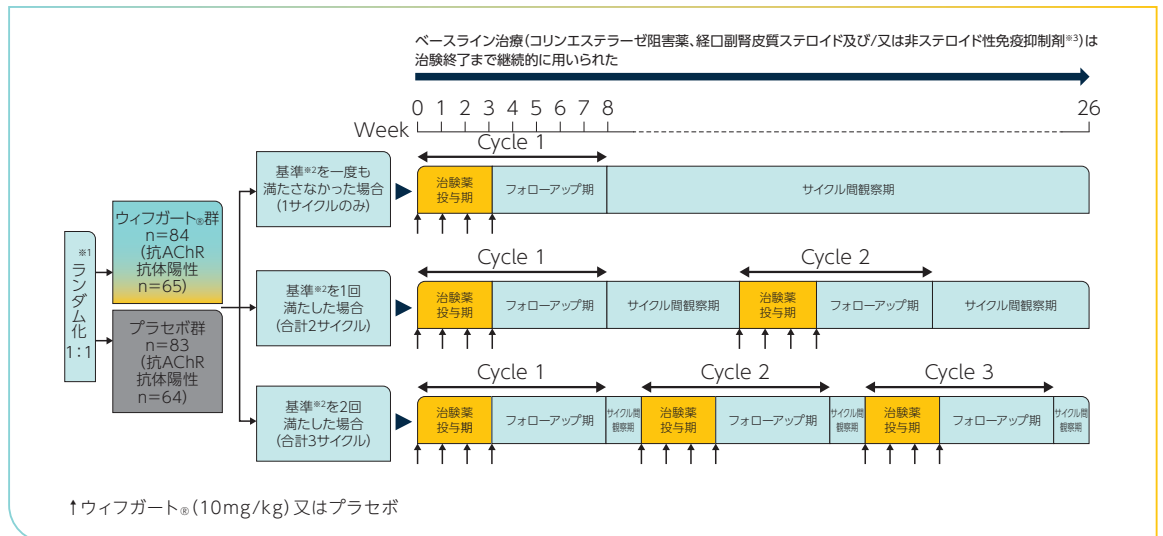 ベースライン治療(コリンエステラーゼ阻害薬、経口副腎皮質ステロイド及び/又は非ステロイド性免疫抑制剤※3)は
治験終了まで継続的に用いられた
Week
0 1 2 3 4 5 6 7 8 26
※1
ランダム化
1:1
ウィフガート®群
n=84
(抗AChR
抗体陽性
n=65)
プラセボ群
n=83
(抗AChR
抗体陽性
n=64)
基準※2を一度も
満たさなかった場合
(1サイクルのみ)
Cycle 1
治験薬
投与期
フォローアップ期
サイクル間観察期
基準※2を1回
満たした場合
(合計2サイクル)
Cycle 1
Cycle 2
治験薬
投与期
フォローアップ期
サイクル間観察期
治験薬
投与期
フォローアップ期
サイクル間観察期
基準※2を2回
満たした場合
(合計3サイクル)
Cycle 1
Cycle 2
Cycle 3
治験薬
投与期
フォローアップ期
サイクル間
観察期
治験薬
投与期
フォローアップ期
サイクル間
観察期
治験薬
投与期
フォローアップ期
サイクル間
観察期
↑ウィフガート®(10mg/kg)又はプラセボ